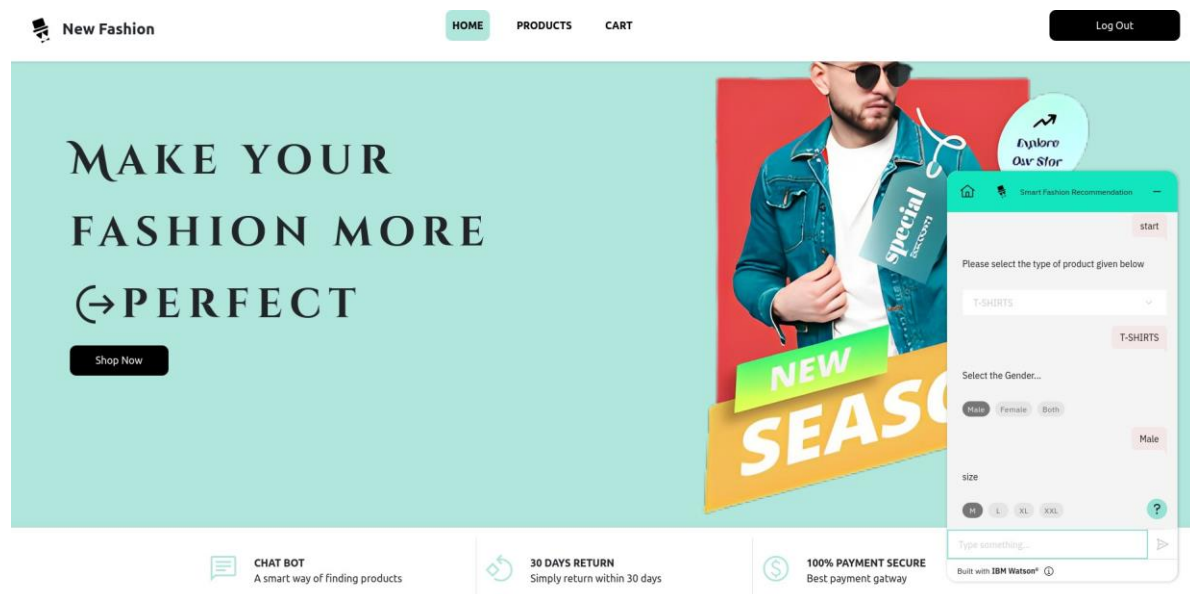 New Fashion
HOME
PRODUCTS
CART
Log Out
MAKE YOUR
FASHION MORE
PERFECT
Shop Now
special
NEW
Explore
Our Stor
Smart Fashion Recommendation
start
Please select the type of product given below
T-SHIRTS
T-SHIRTS
Select the Gender...
Male Female Both
Male
size
M L XL XXL
?
Type something...
Built with IBM Watson®
CHAT BOT
A smart way of finding products
30 DAYS RETURN
Simply return within 30 days
100% PAYMENT SECURE
Best payment gatway